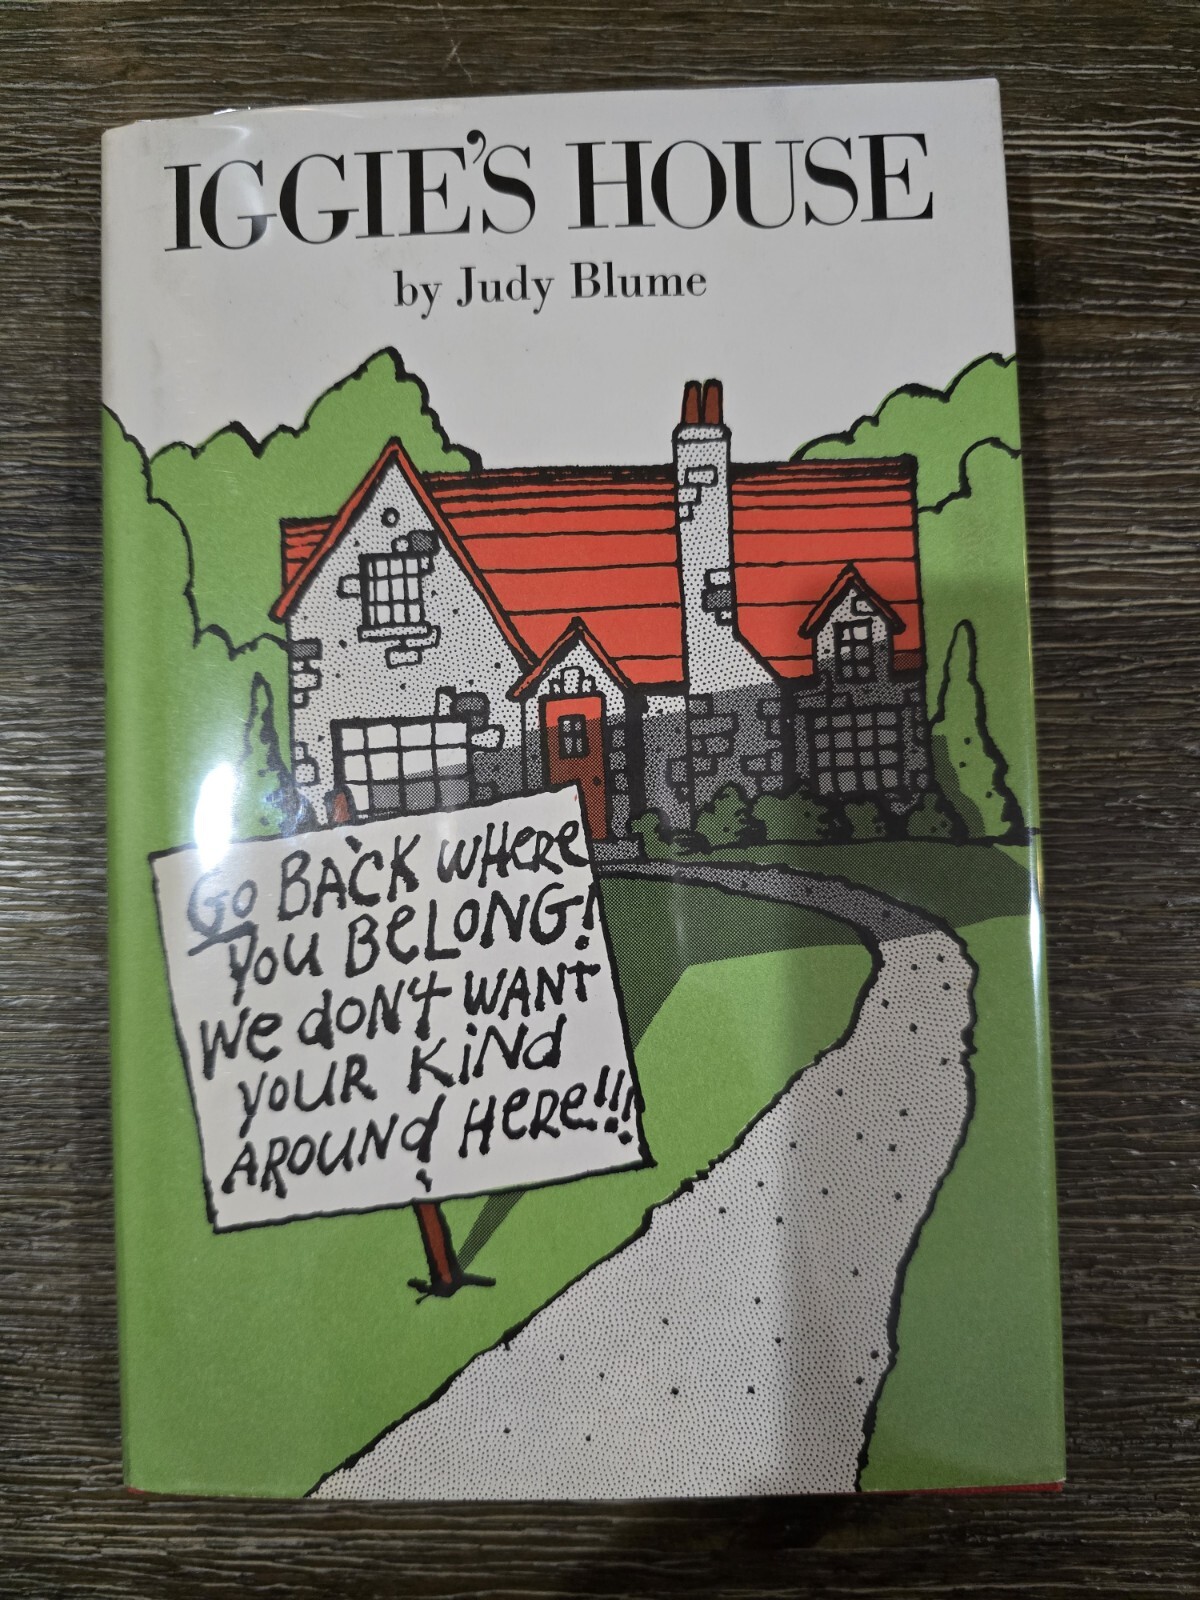 IGGIE'S HOUSE
by Judy Blume
Go BACK WHeRe
You BeLONG!
We doN't WANT
YOUR KiNd
AROUNd HeRe!!!